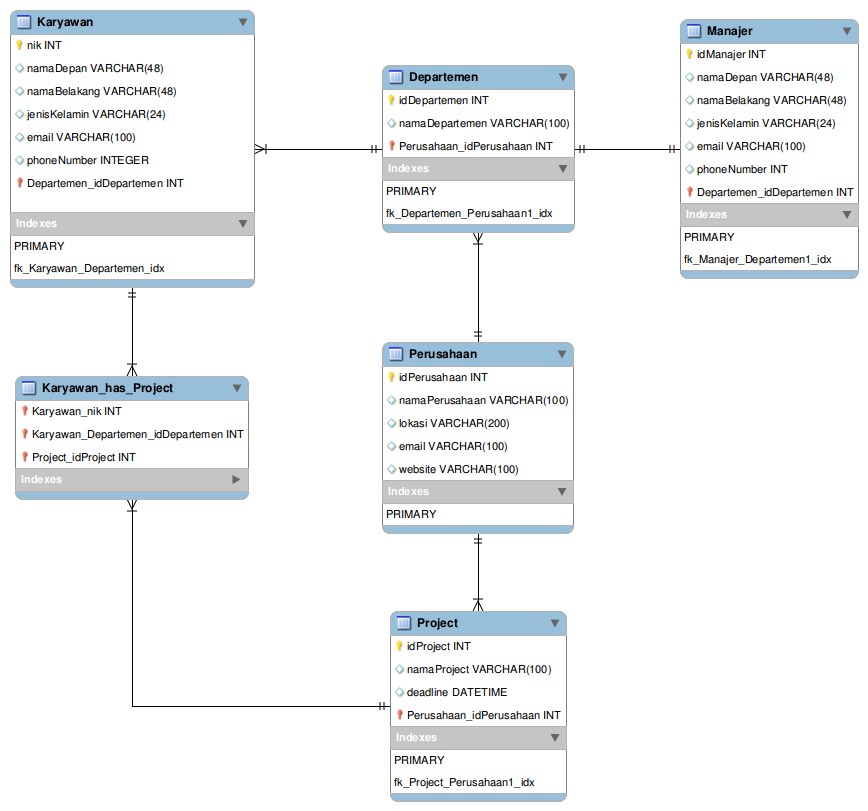 Karyawan
nik INT
namaDepan VARCHAR(48)
namaBelakang VARCHAR(48)
jenisKelamin VARCHAR(24)
email VARCHAR(100)
phoneNumber INTEGER
Departemen_idDepartemen INT
Indexes
PRIMARY
fk_Karyawan_Departemen_idx
Departemen
idDepartemen INT
namaDepartemen VARCHAR(100)
Perusahaan_idPerusahaan INT
Indexes
PRIMARY
fk_Departemen_Perusahaan1_idx
Manajer
idManajer INT
namaDepan VARCHAR(48)
namaBelakang VARCHAR(48)
jenisKelamin VARCHAR(24)
email VARCHAR(100)
phoneNumber INT
Departemen_idDepartemen INT
Indexes
PRIMARY
fk_Manajer_Departemen1_idx
Karyawan_has_Project
Karyawan_nik INT
Karyawan_Departemen_idDepartemen INT
Project_idProject INT
Indexes
Perusahaan
idPerusahaan INT
namaPerusahaan VARCHAR(100)
lokasi VARCHAR(200)
email VARCHAR(100)
website VARCHAR(100)
Indexes
PRIMARY
Project
idProject INT
namaProject VARCHAR(100)
deadline DATETIME
Perusahaan_idPerusahaan INT
Indexes
PRIMARY
fk_Project_Perusahaan1_idx